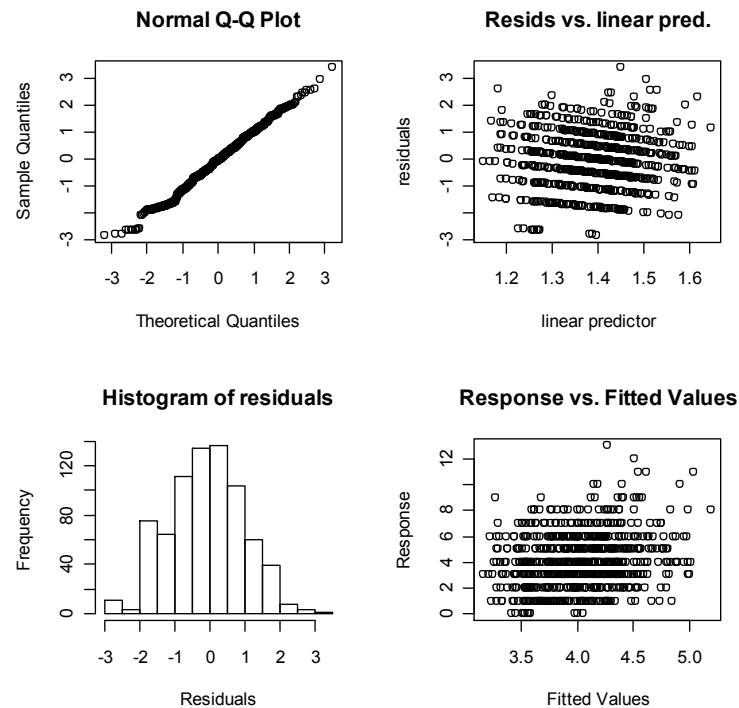 Normal Q-Q Plot
Sample Quantiles
-3 -1 0 1 2 3
-3 -2 -1 0 1 2 3
Theoretical Quantiles
Resids vs. linear pred.
residuals
-3 -1 0 1 2 3
1.2 1.3 1.4 1.5 1.6
linear predictor
Histogram of residuals
Frequency
0 40 80 120
-3 -2 -1 0 1 2 3
Residuals
Response vs. Fitted Values
Response
0 2 4 6 8 12
3.5 4.0 4.5 5.0
Fitted Values